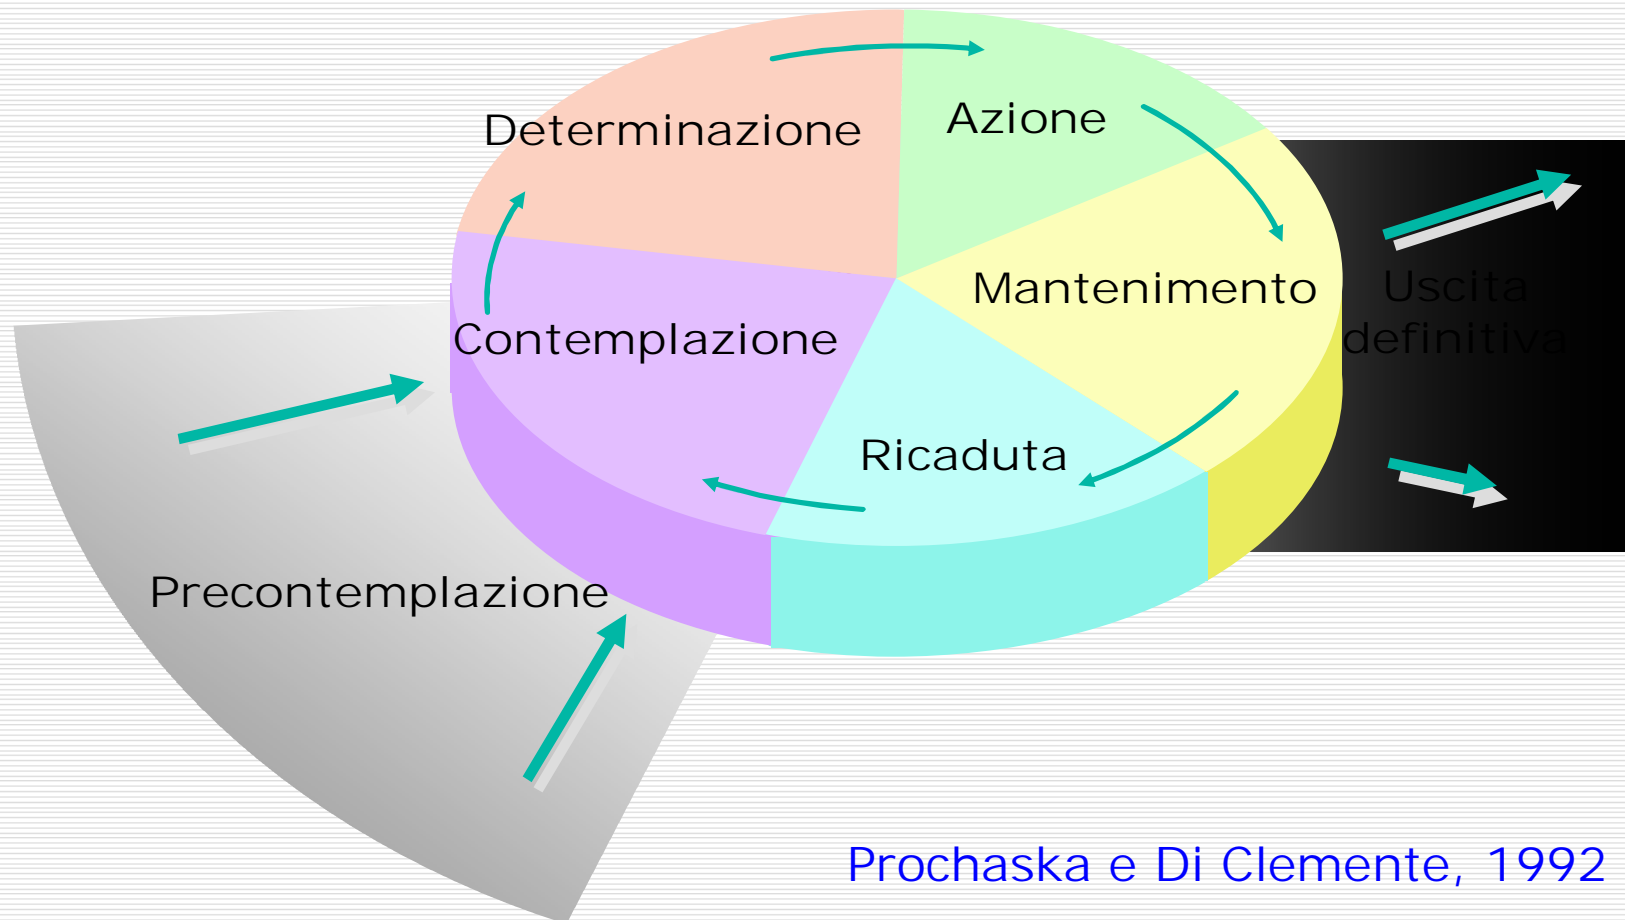 Determinazione
Azione
Mantenimento
Uscita
definitiva
Contemplazione
Ricaduta
Precontemplazione
Prochaska e Di Clemente, 1992